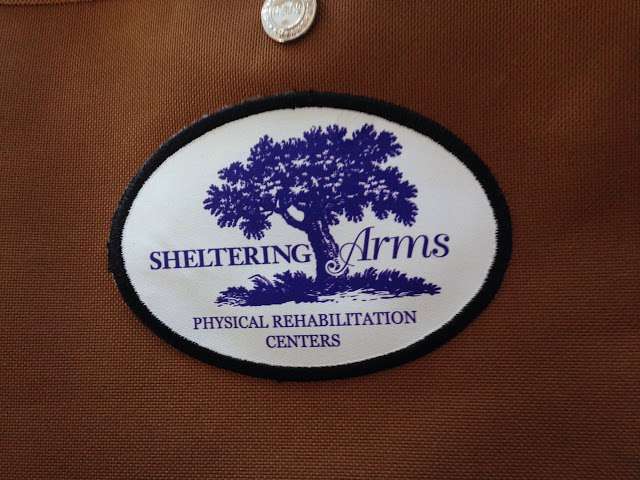 SHELTERING Arms
PHYSICAL REHABILITATION
CENTERS